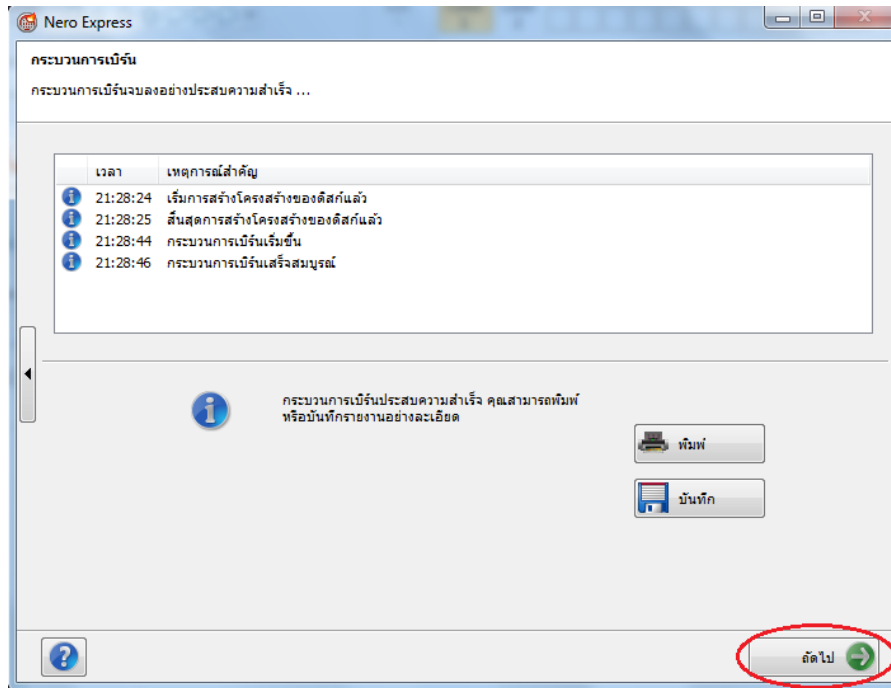 Nero Express
กระบวนการเบิร์น
กระบวนการเบิร์นจบลงอย่างประสบความสำเร็จ ...
เวลา เหตุการณ์สำคัญ
21:28:24 เริ่มการสร้างโครงสร้างของดิสก์แล้ว
21:28:25 สิ้นสุดการสร้างโครงสร้างของดิสก์แล้ว
21:28:44 กระบวนการเบิร์นเริ่มขึ้น
21:28:46 กระบวนการเบิร์นเสร็จสมบูรณ์
กระบวนการเบิร์นประสบความสำเร็จ คุณสามารถพิมพ์
หรือบันทึกรายงานอย่างละเอียด
พิมพ์
บันทึก
ถัดไป